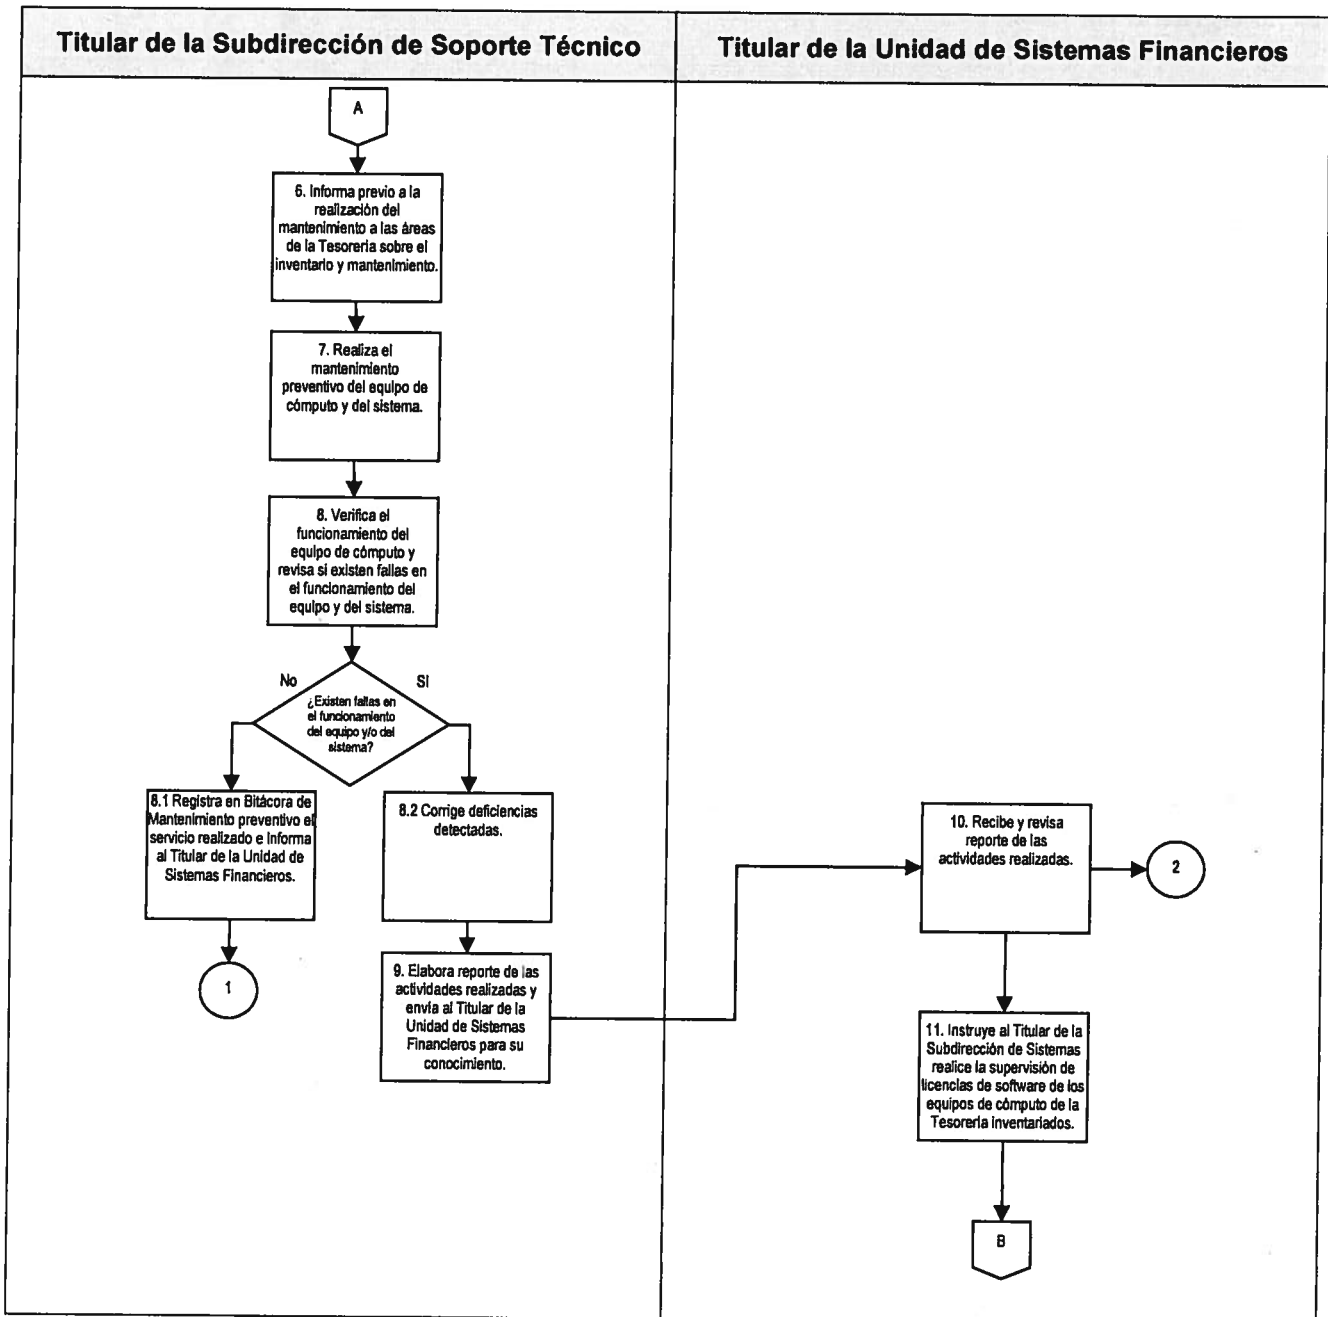 Titular de la Subdirección de Soporte Técnico
Titular de la Unidad de Sistemas Financieros
A
6. Informa previo a la
realización del
mantenimiento a las áreas
de la Tesorería sobre el
inventario y mantenimiento.
7. Realiza el
mantenimiento
preventivo del equipo de
cómputo y del sistema.
8. Verifica el
funcionamiento del
equipo de cómputo y
revisa si existen fallas en
el funcionamiento del
equipo y del sistema.
No
Si
¿Existen fallas en
el funcionamiento
del equipo y/o del
sistema?
8.1 Registra en Bitácora de
Mantenimiento preventivo el
servicio realizado e Informa
al Titular de la Unidad de
Sistemas Financieros.
1
8.2 Corrige deficiencias
detectadas.
9. Elabora reporte de las
actividades realizadas y
envía al Titular de la
Unidad de Sistemas
Financieros para su
conocimiento.
10. Recibe y revisa
reporte de las
actividades realizadas.
2
11. Instruye al Titular de la
Subdirección de Sistemas
realice la supervisión de
licencias de software de los
equipos de cómputo de la
Tesorería inventariados.
B